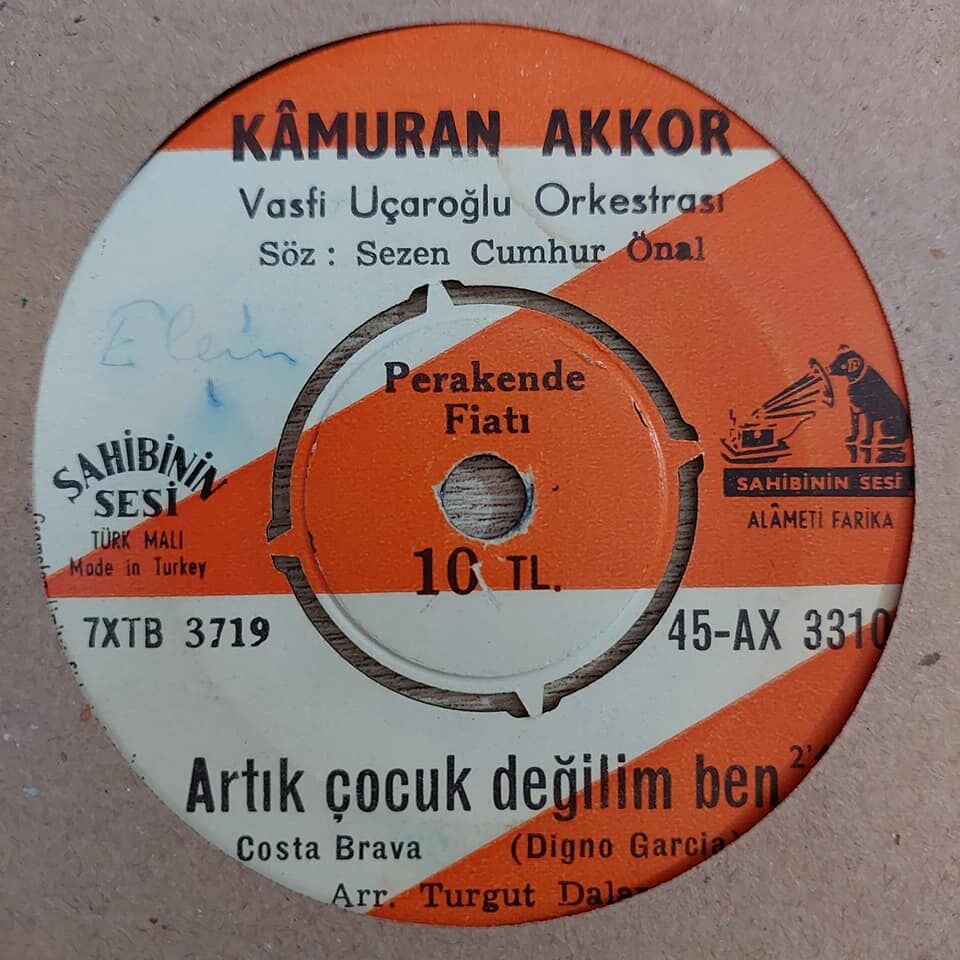 KÂMURAN AKKOR
Vasfi Uçaroğlu Orkestrası
Söz : Sezen Cumhur Önal
Perakende
Fiatı
10 TL.
SAHİBİNİN
SESİ
TÜRK MALI
Made in Turkey
SAHİBİNİN SESİ
ALÂMETİ FARİKA
7XTB 3719
45-AX 3310
Artık çocuk değilim ben
Costa Brava (Digno Garcia)
Arr. Turgut